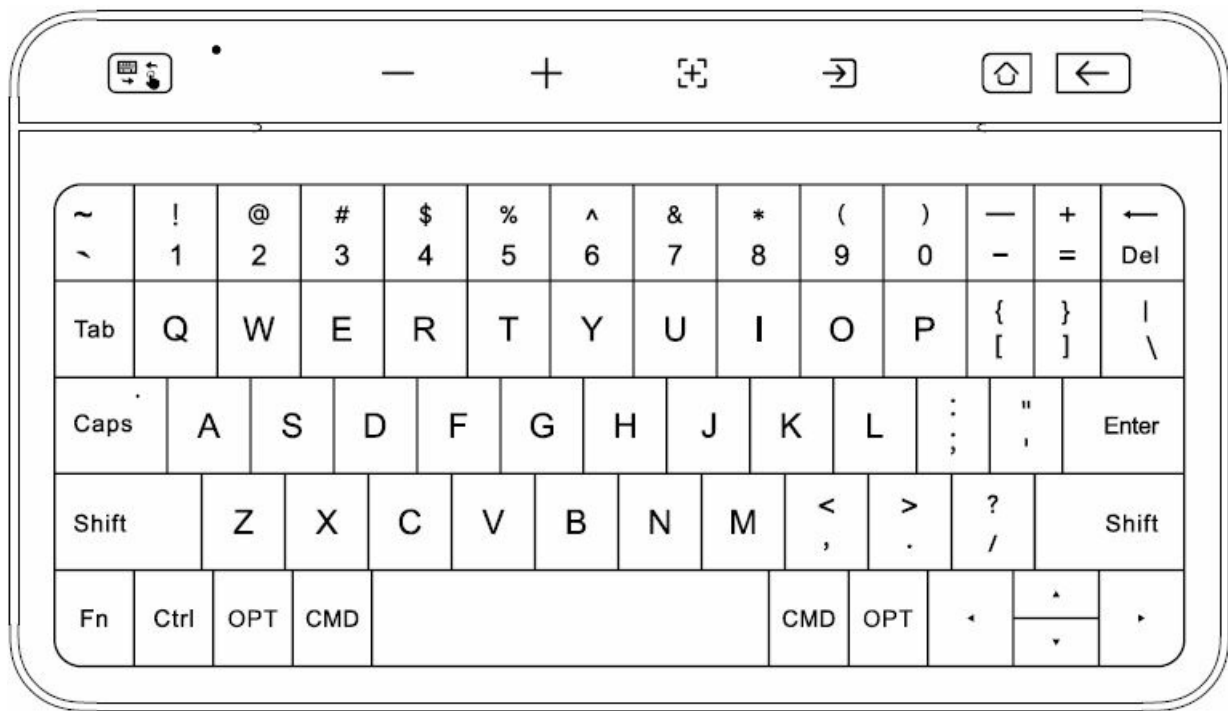 ~ ! @ # $ % ^ & * ( ) — + ←
` 1 2 3 4 5 6 7 8 9 0 - = Del
Tab Q W E R T Y U I O P { [ } ] | \
Caps A S D F G H J K L : ; " ' Enter
Shift Z X C V B N M < , > . ? / Shift
Fn Ctrl OPT CMD CMD OPT